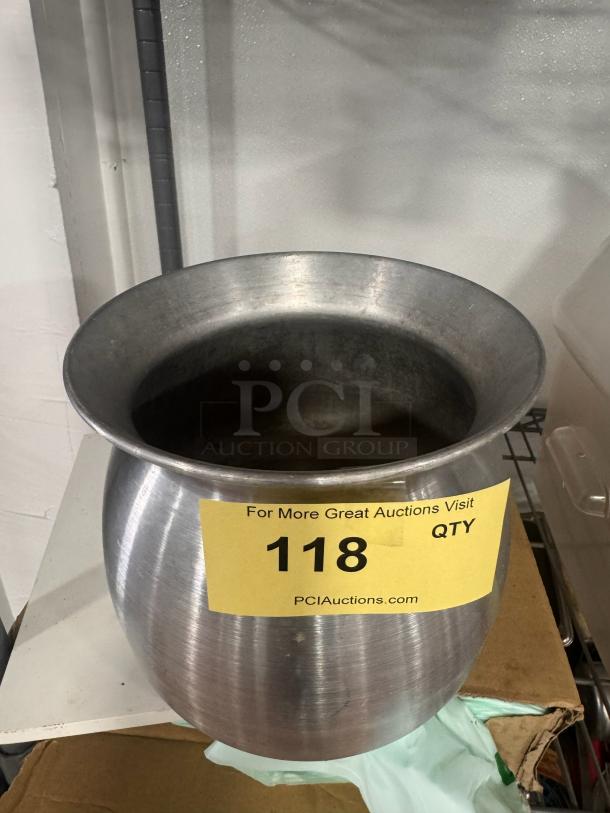 PCI
AUCTION GROUP
For More Great Auctions Visit
118 QTY
PCIAuctions.com